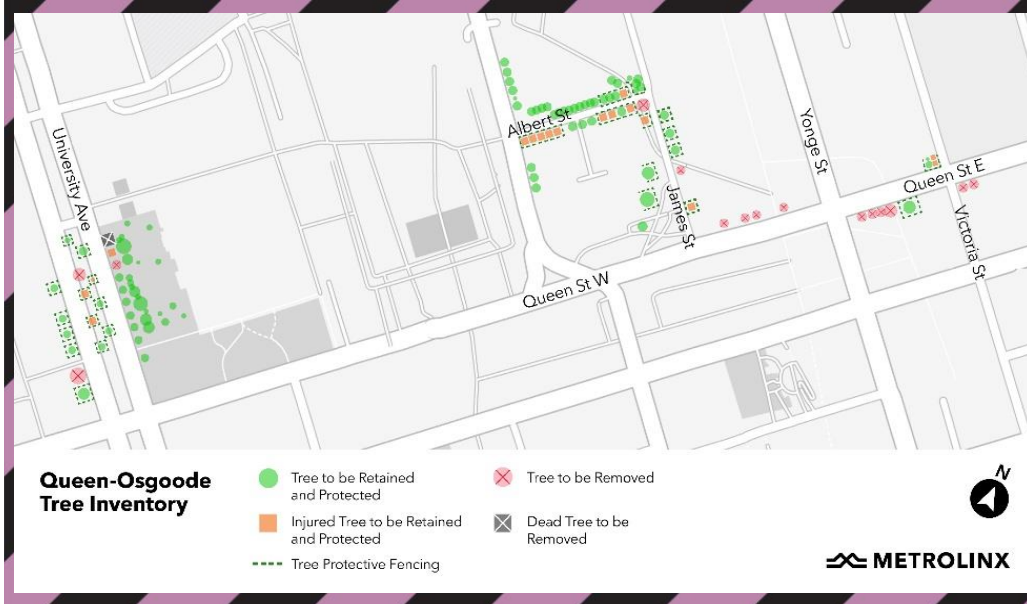 University Ave
Albert St
James St
Yonge St
Queen St E
Victoria St
Queen St W
Queen-Osgoode
Tree Inventory
Tree to be Retained
and Protected
Injured Tree to be Retained
and Protected
Tree Protective Fencing
Tree to be Removed
Dead Tree to be
Removed
N
METROLINX